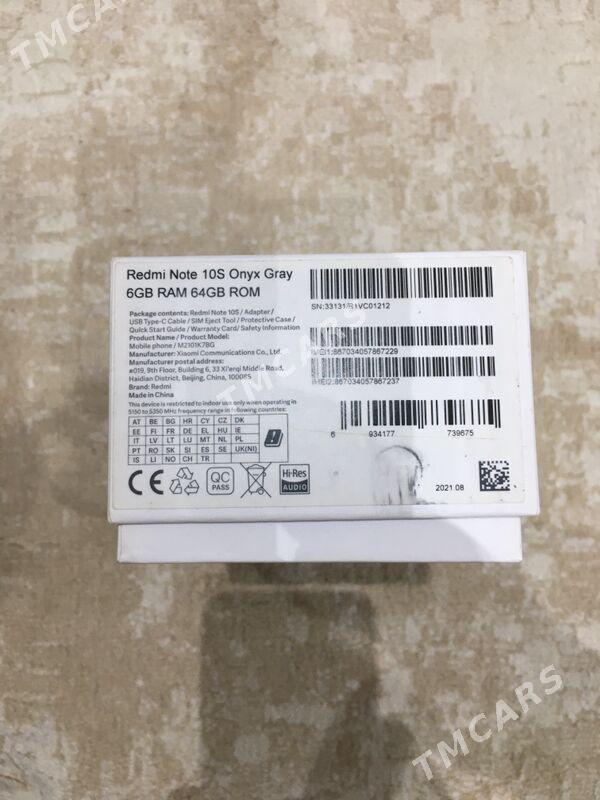 TMCARS
Redmi Note 10S Onyx Gray
6GB RAM 64GB ROM
Package contents: Redmi Note 10S / Adapter /
USB Type-C Cable / SIM Eject Tool / Protective Case /
Quick Start Guide / Warranty Card/ Safety Information
Product Name / Product Model:
Mobile phone / M2101K7BG
Manufacturer: Xiaomi Communications Co., Ltd.
Manufacturer postal address:
#019, 9th Floor, Building 6, 33 Xi'erqi Middle Road,
Haidian District, Beijing, China, 100085
Brand: Redmi
Made in China
This device is restricted to indoor use only when operating in
5150 to 5350 MHz frequency range in following countries:
AT BE BG HR CY CZ DK
EE FI FR DE EL HU IE
IT LV LT LU MT NL PL
PT RO SK SI ES SE UK(NI)
IS LI NO CH TR
CE
QC
PASS
Hi-Res
AUDIO
SN:33131/R1VC01212
IMEI1:867034057867229
IMEI2:867034057867237
6 934177 739675
2021.08
TMCARS
TMCARS